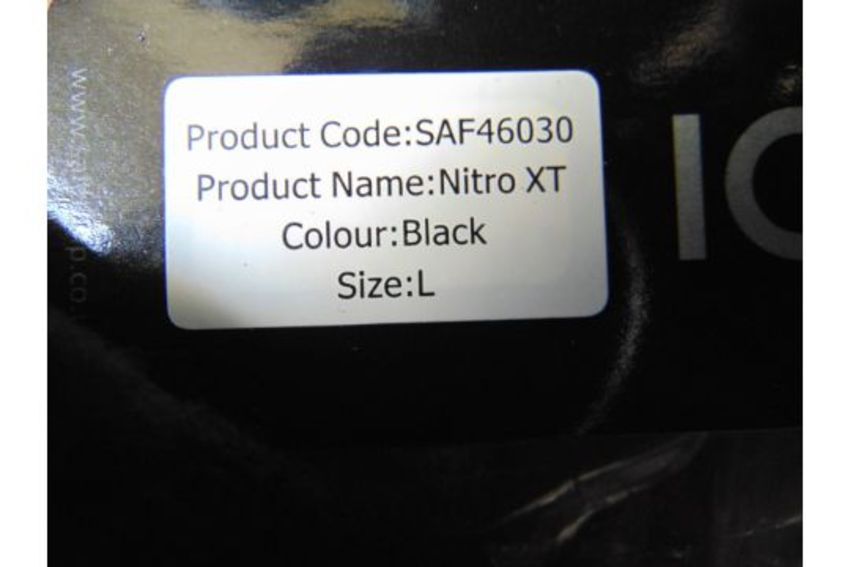 Product Code:SAF46030
Product Name:Nitro XT
Colour:Black
Size:L